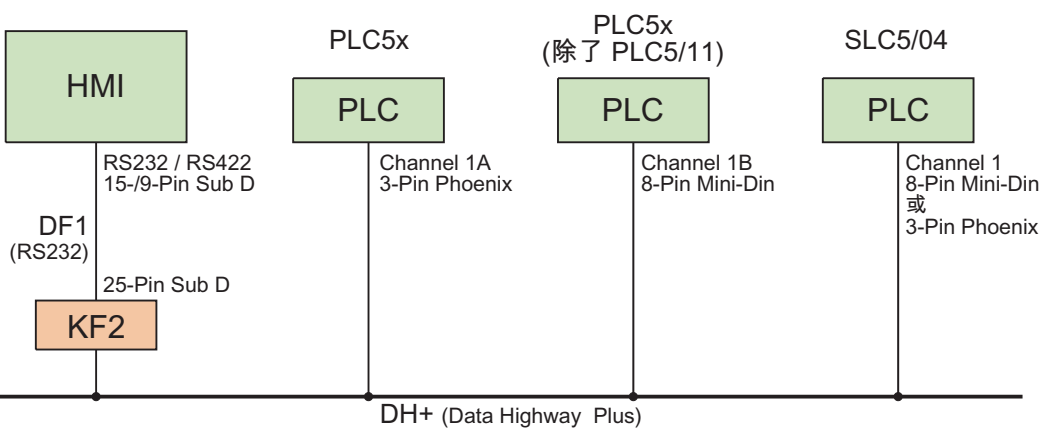 HMI
RS232 / RS422
15-/9-Pin Sub D
DF1
(RS232)
25-Pin Sub D
KF2
PLC5x
PLC
Channel 1A
3-Pin Phoenix
PLC5x
(除了 PLC5/11)
PLC
Channel 1B
8-Pin Mini-Din
SLC5/04
PLC
Channel 1
8-Pin Mini-Din
或
3-Pin Phoenix
DH+ (Data Highway Plus)